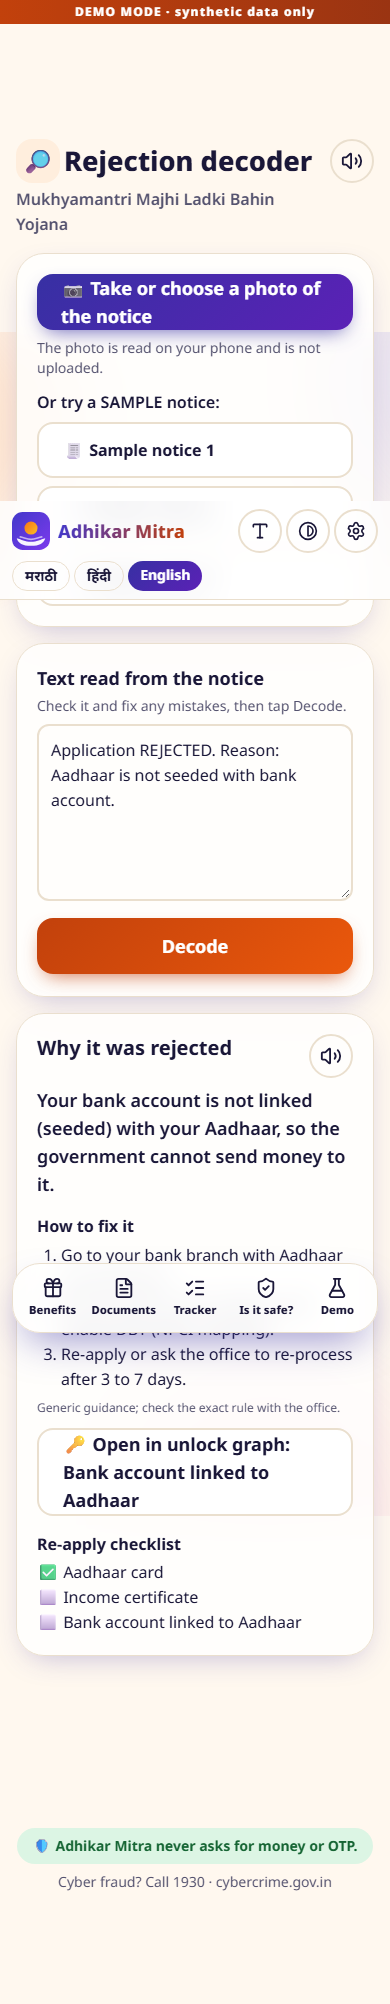 DEMO MODE · synthetic data only
Rejection decoder
Mukhyamantri Majhi Ladki Bahin
Yojana
Take or choose a photo of
the notice
The photo is read on your phone and is not
uploaded.
Or try a SAMPLE notice:
Sample notice 1
Adhikar Mitra
मराठी
हिंदी
English
Text read from the notice
Check it and fix any mistakes, then tap Decode.
Application REJECTED. Reason:
Aadhaar is not seeded with bank
account.
Decode
Why it was rejected
Your bank account is not linked
(seeded) with your Aadhaar, so the
government cannot send money to
it.
How to fix it
1. Go to your bank branch with Aadhaar
Benefits
Documents
Tracker
Is it safe?
Demo
3. Re-apply or ask the office to re-process
after 3 to 7 days.
Generic guidance; check the exact rule with the office.
Open in unlock graph:
Bank account linked to
Aadhaar
Re-apply checklist
Aadhaar card
Income certificate
Bank account linked to Aadhaar
Adhikar Mitra never asks for money or OTP.
Cyber fraud? Call 1930 · cybercrime.gov.in